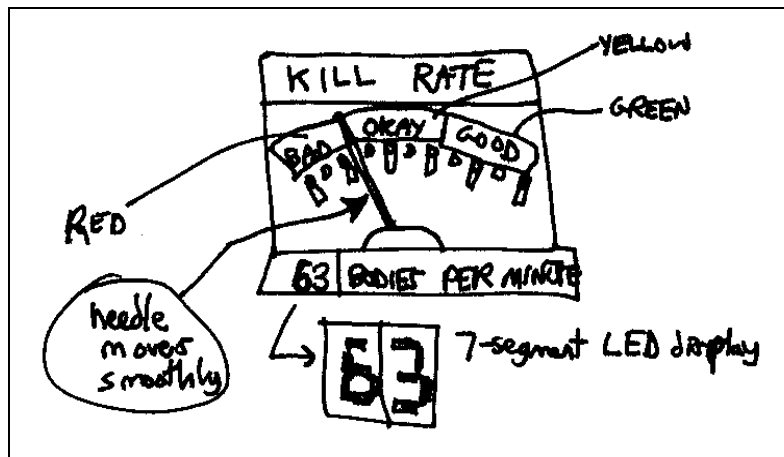 YELLOW
KILL RATE
GREEN
BAD
OKAY
GOOD
RED
63
BODIES PER MINUTE
needle
moves
smoothly
63
7-segment LED display